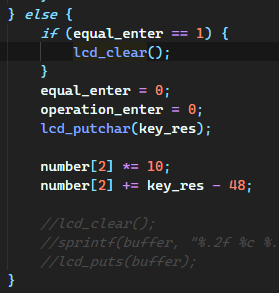 } else {
if (equal_enter == 1) {
lcd_clear();
}
equal_enter = 0;
operation_enter = 0;
lcd_putchar(key_res);
number[2] *= 10;
number[2] += key_res - 48;
//lcd_clear();
//sprintf(buffer, "%.2f %c %.
//lcd_puts(buffer);
}